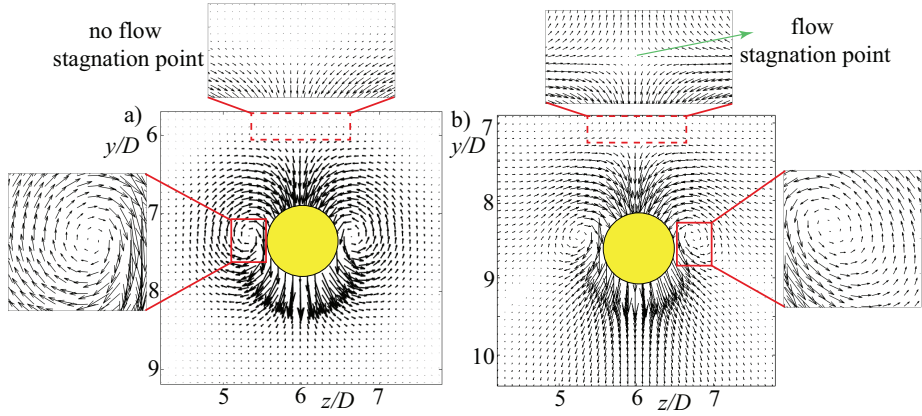 no flow
stagnation point
flow
stagnation point
a)
y/D
6
7
8
9
5
6
7
z/D
b)
y/D
7
8
9
10
5
6
7
z/D